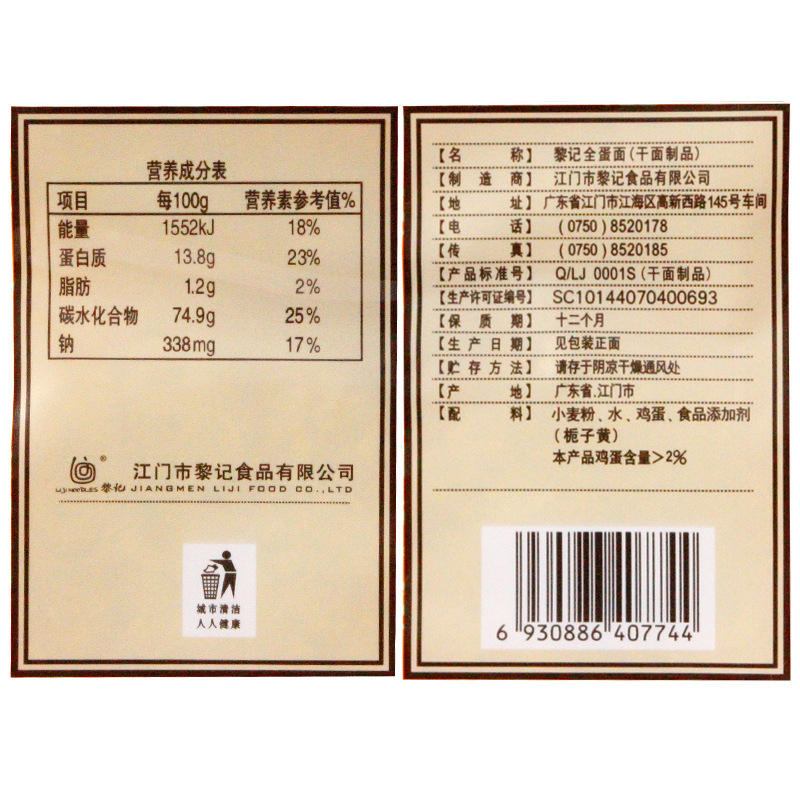 营养成分表
项目 每100g 营养素参考值%
能量 1552kJ 18%
蛋白质 13.8g 23%
脂肪 1.2g 2%
碳水化合物 74.9g 25%
钠 338mg 17%
LIJI NOODLES 黎记 ®
江门市黎记食品有限公司
JIANGMEN LIJI FOOD CO.,LTD
城市清洁
人人健康
【名称】 黎记全蛋面(干面制品)
【制造商】 江门市黎记食品有限公司
【地址】 广东省江门市江海区高新西路145号车间
【电话】 (0750)8520178
【传真】 (0750)8520185
【产品标准号】 Q/LJ 0001S(干面制品)
【生产许可证编号】 SC10144070400693
【保质期】 十二个月
【生产日期】 见包装正面
【贮存方法】 请存于阴凉干燥通风处
【产地】 广东省.江门市
【配料】 小麦粉、水、鸡蛋、食品添加剂
(栀子黄)
本产品鸡蛋含量>2%
6 930886 407744